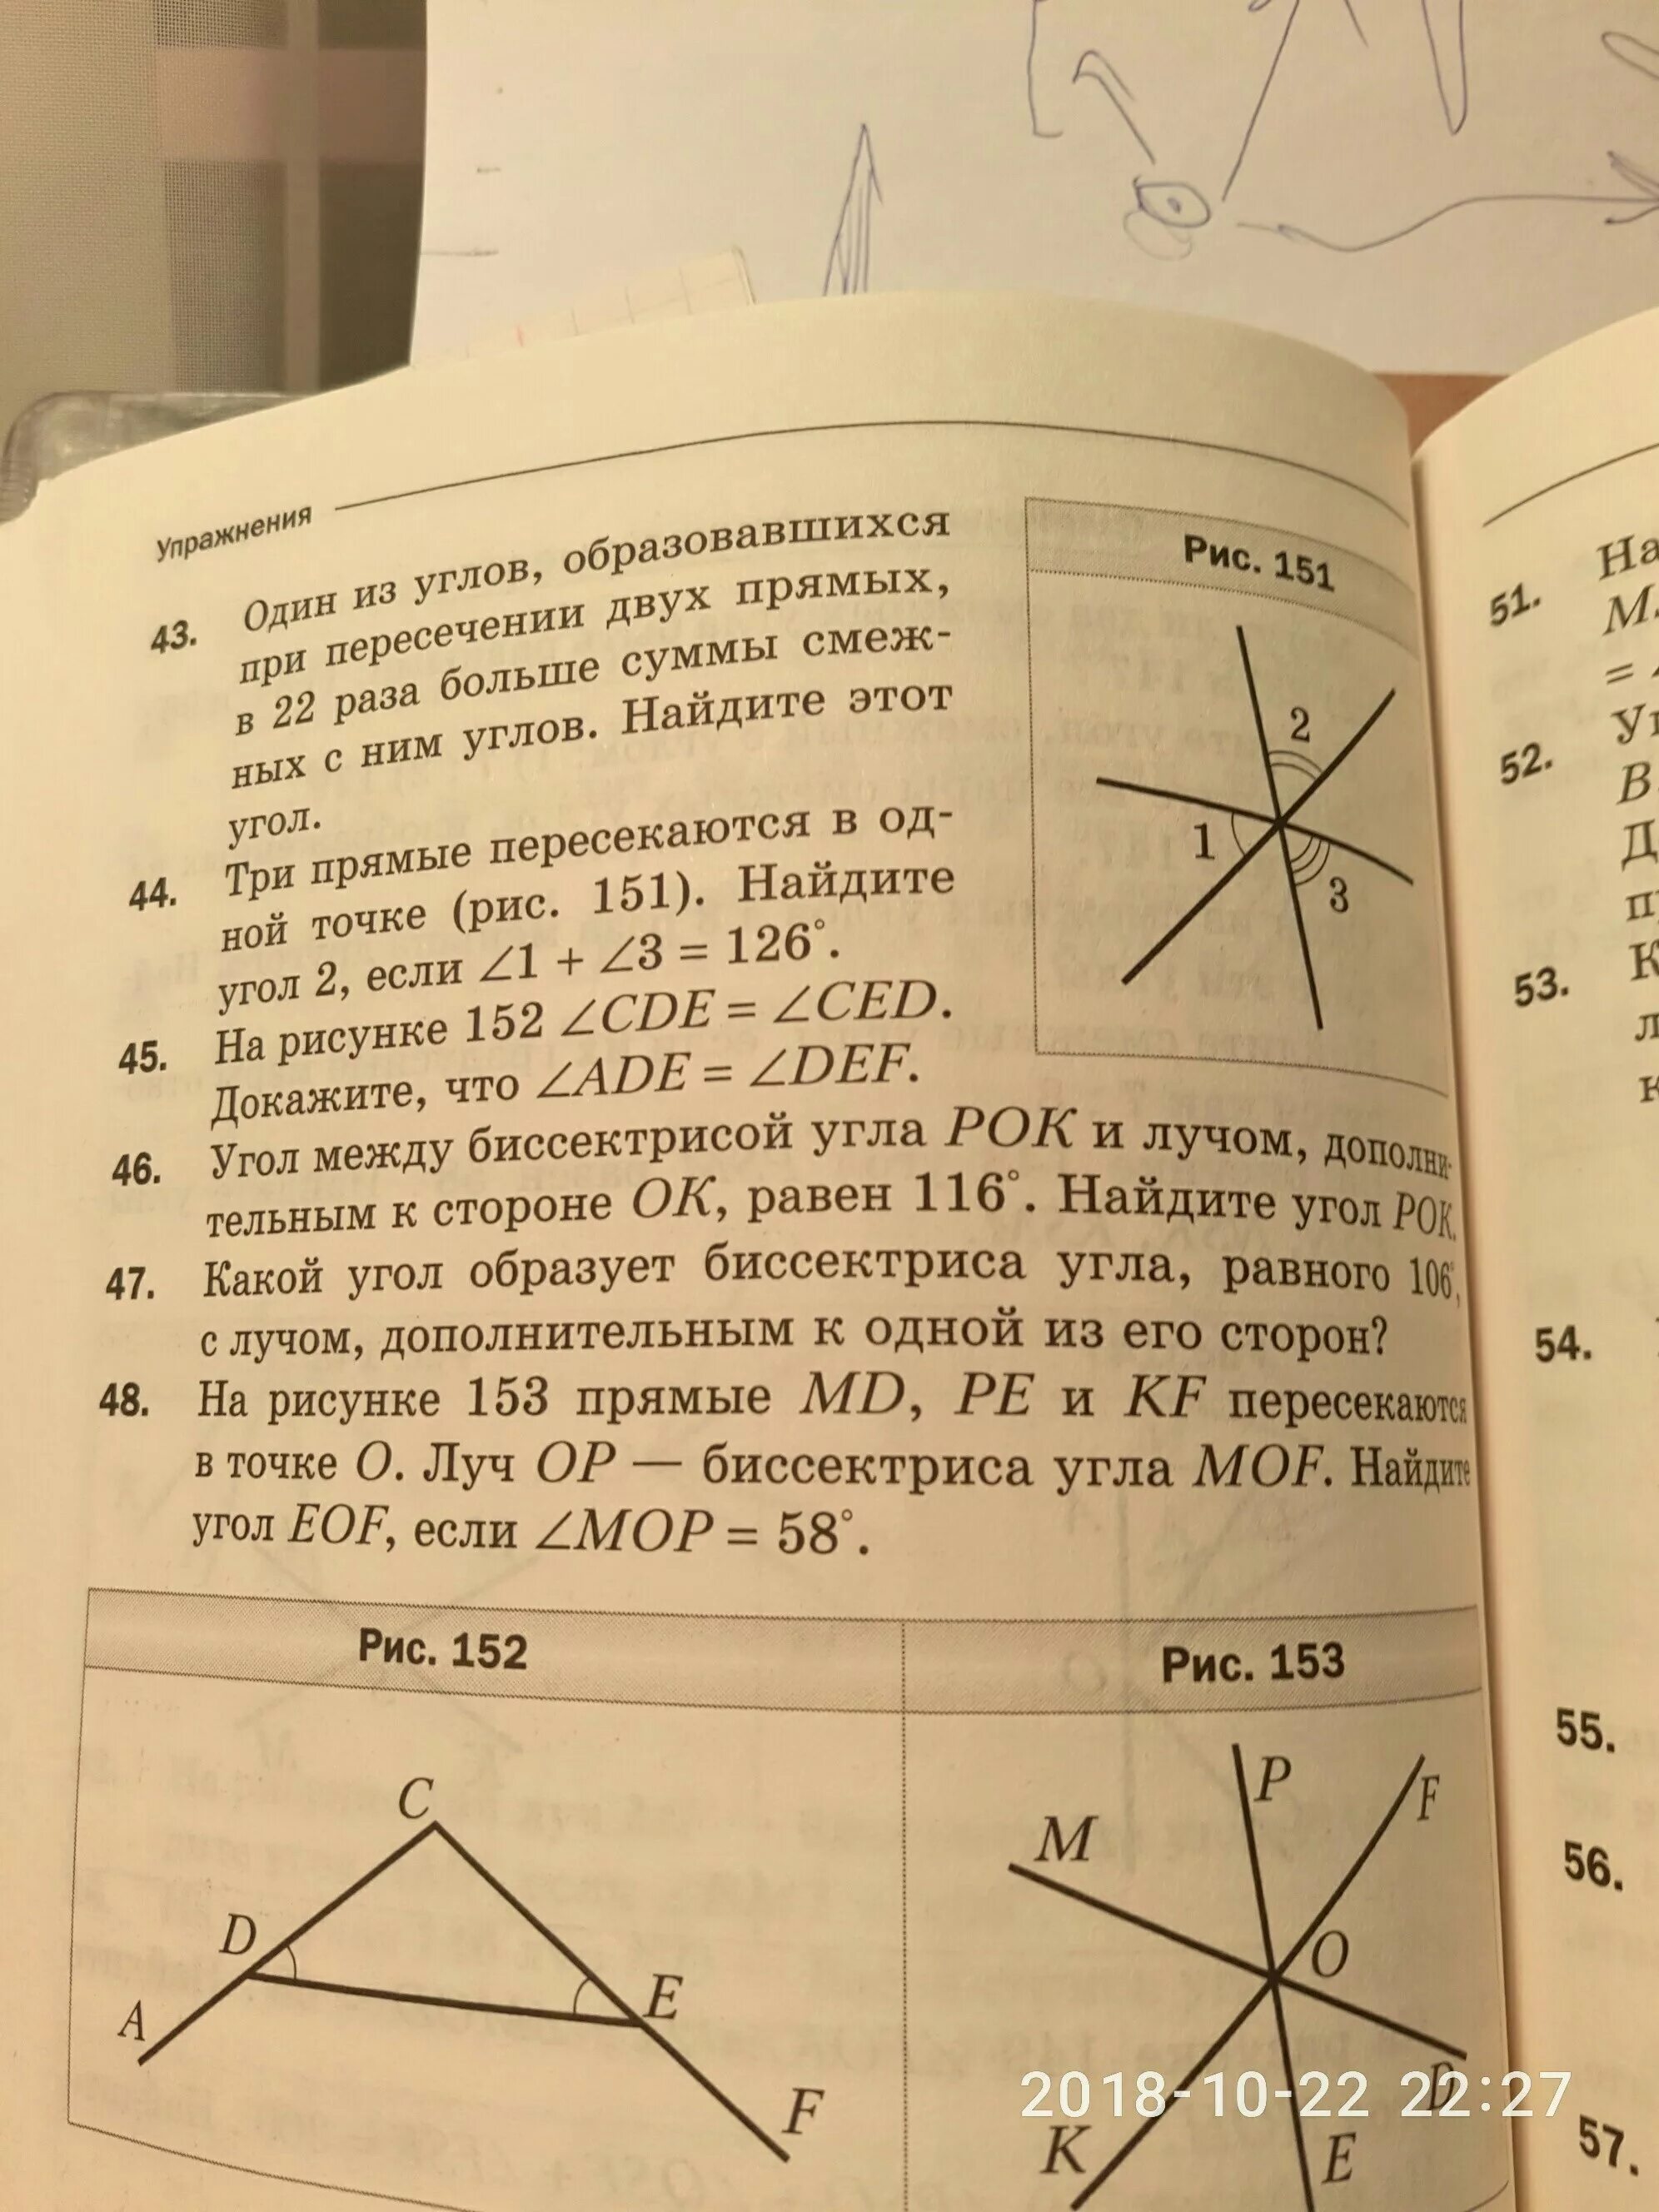 Упражнения
43. Один из углов, образовавшихся
при пересечении двух прямых,
в 22 раза больше суммы смеж-
ных с ним углов. Найдите этот
угол.
44. Три прямые пересекаются в од-
ной точке (рис. 151). Найдите
угол 2, если ∠1 + ∠3 = 126°.
45. На рисунке 152 ∠CDE = ∠CED.
Докажите, что ∠ADE = ∠DEF.
Рис. 151
2
1
3
46. Угол между биссектрисой угла POK и лучом, дополни-
тельным к стороне OK, равен 116°. Найдите угол POK.
47. Какой угол образует биссектриса угла, равного 106°,
с лучом, дополнительным к одной из его сторон?
48. На рисунке 153 прямые MD, PE и KF пересекаются
в точке O. Луч OP — биссектриса угла MOF. Найдите
угол EOF, если ∠MOP = 58°.
Рис. 152
C
D
E
A
F
Рис. 153
P
F
M
O
D
K
E
2018-10-22 22:27
51. На
=
52.
В
53.
54.
55.
56.
57.